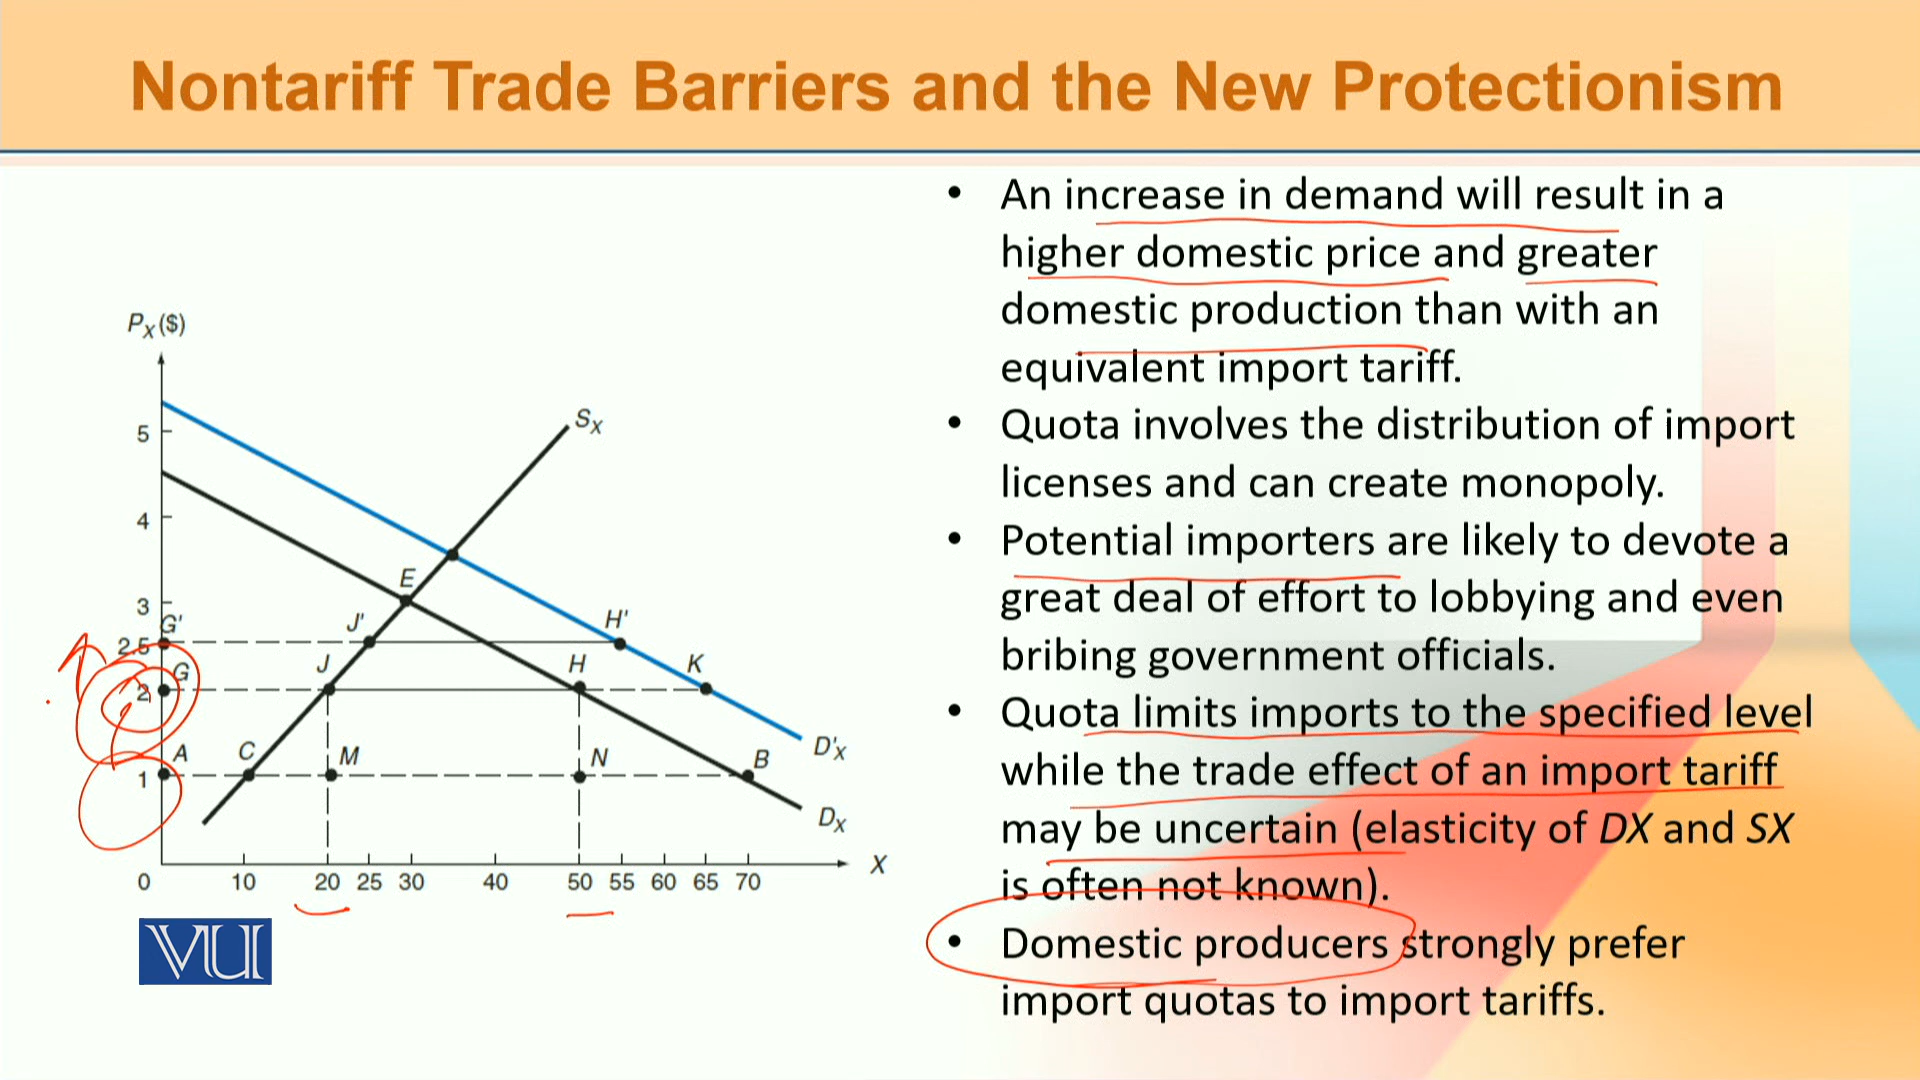 Nontariff Trade Barriers and the New Protectionism
• An increase in demand will result in a
higher domestic price and greater
domestic production than with an
equivalent import tariff.
• Quota involves the distribution of import
licenses and can create monopoly.
• Potential importers are likely to devote a
great deal of effort to lobbying and even
bribing government officials.
• Quota limits imports to the specified level
while the trade effect of an import tariff
may be uncertain (elasticity of DX and SX
is often not known).
• Domestic producers strongly prefer
import quotas to import tariffs.
PX ($)
SX
5
4
E
3
G' J' H'
2.5
G J H K
2
D'X
A C M N B
1
DX
X
0 10 20 25 30 40 50 55 60 65 70
VU